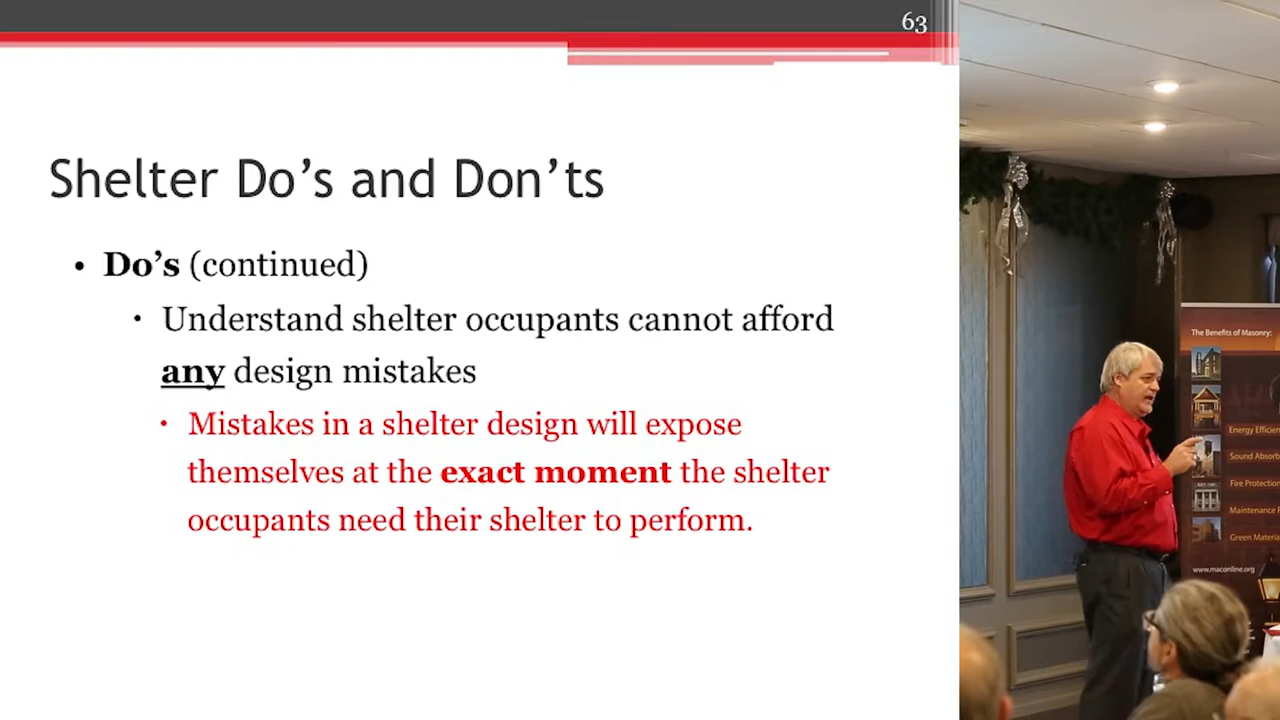 63
Shelter Do's and Don'ts
• Do's (continued)
• Understand shelter occupants cannot afford
any design mistakes
• Mistakes in a shelter design will expose
themselves at the exact moment the shelter
occupants need their shelter to perform.
The Benefits of Masonry:
Energy Efficien
Sound Absorb
Fire Protection
Maintenance F
Green Materia
www.maconline.org